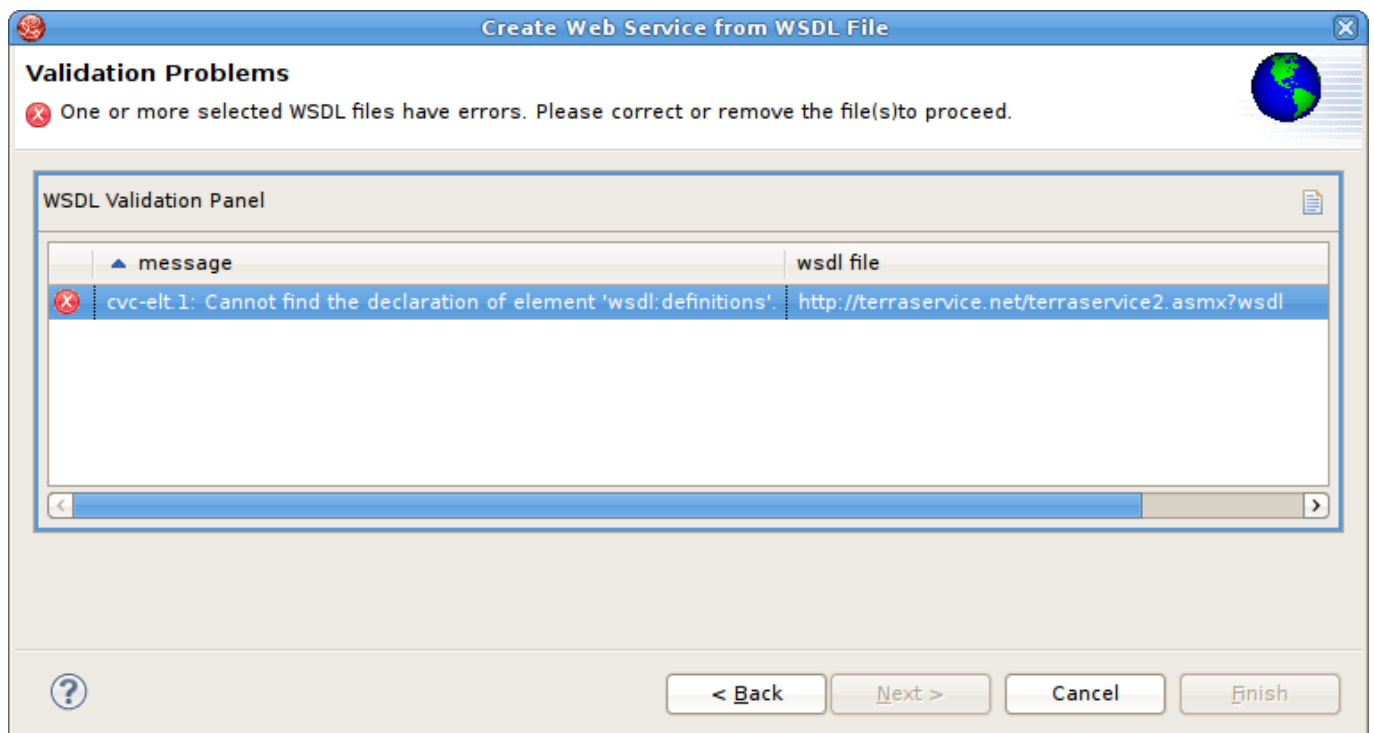 Create Web Service from WSDL File
Validation Problems
One or more selected WSDL files have errors. Please correct or remove the file(s)to proceed.
WSDL Validation Panel
message wsdl file
cvc-elt.1: Cannot find the declaration of element 'wsdl:definitions'. http://terraservice.net/terraservice2.asmx?wsdl
< Back Next > Cancel Finish